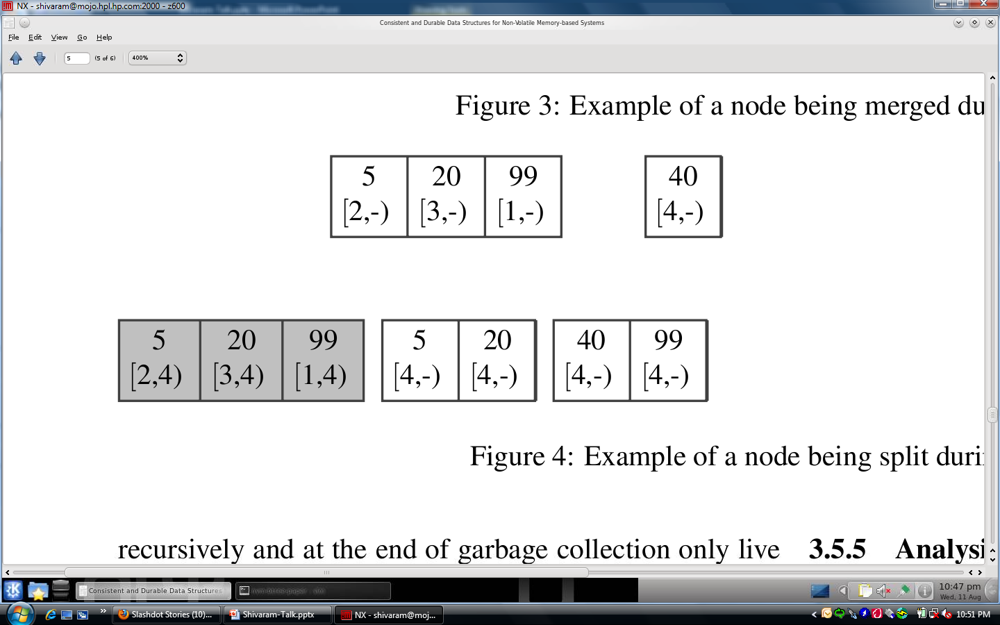 NX - shivaram@mojo.hpl.hp.com:2000 - z600
Consistent and Durable Data Structures for Non-Volatile Memory-based Systems
File Edit View Go Help
5 (5 of 6) 400%
Figure 3: Example of a node being merged du
5 20 99 40
[2,-) [3,-) [1,-) [4,-)
5 20 99 5 20 40 99
[2,4) [3,4) [1,4) [4,-) [4,-) [4,-) [4,-)
Figure 4: Example of a node being split duri
recursively and at the end of garbage collection only live 3.5.5 Analysi
Consistent and Durable Data Structures
10:47 pm
Wed, 11 Aug
Slashdot Stories (10)... Shivaram-Talk.pptx NX - shivaram@moj... 10:51 PM